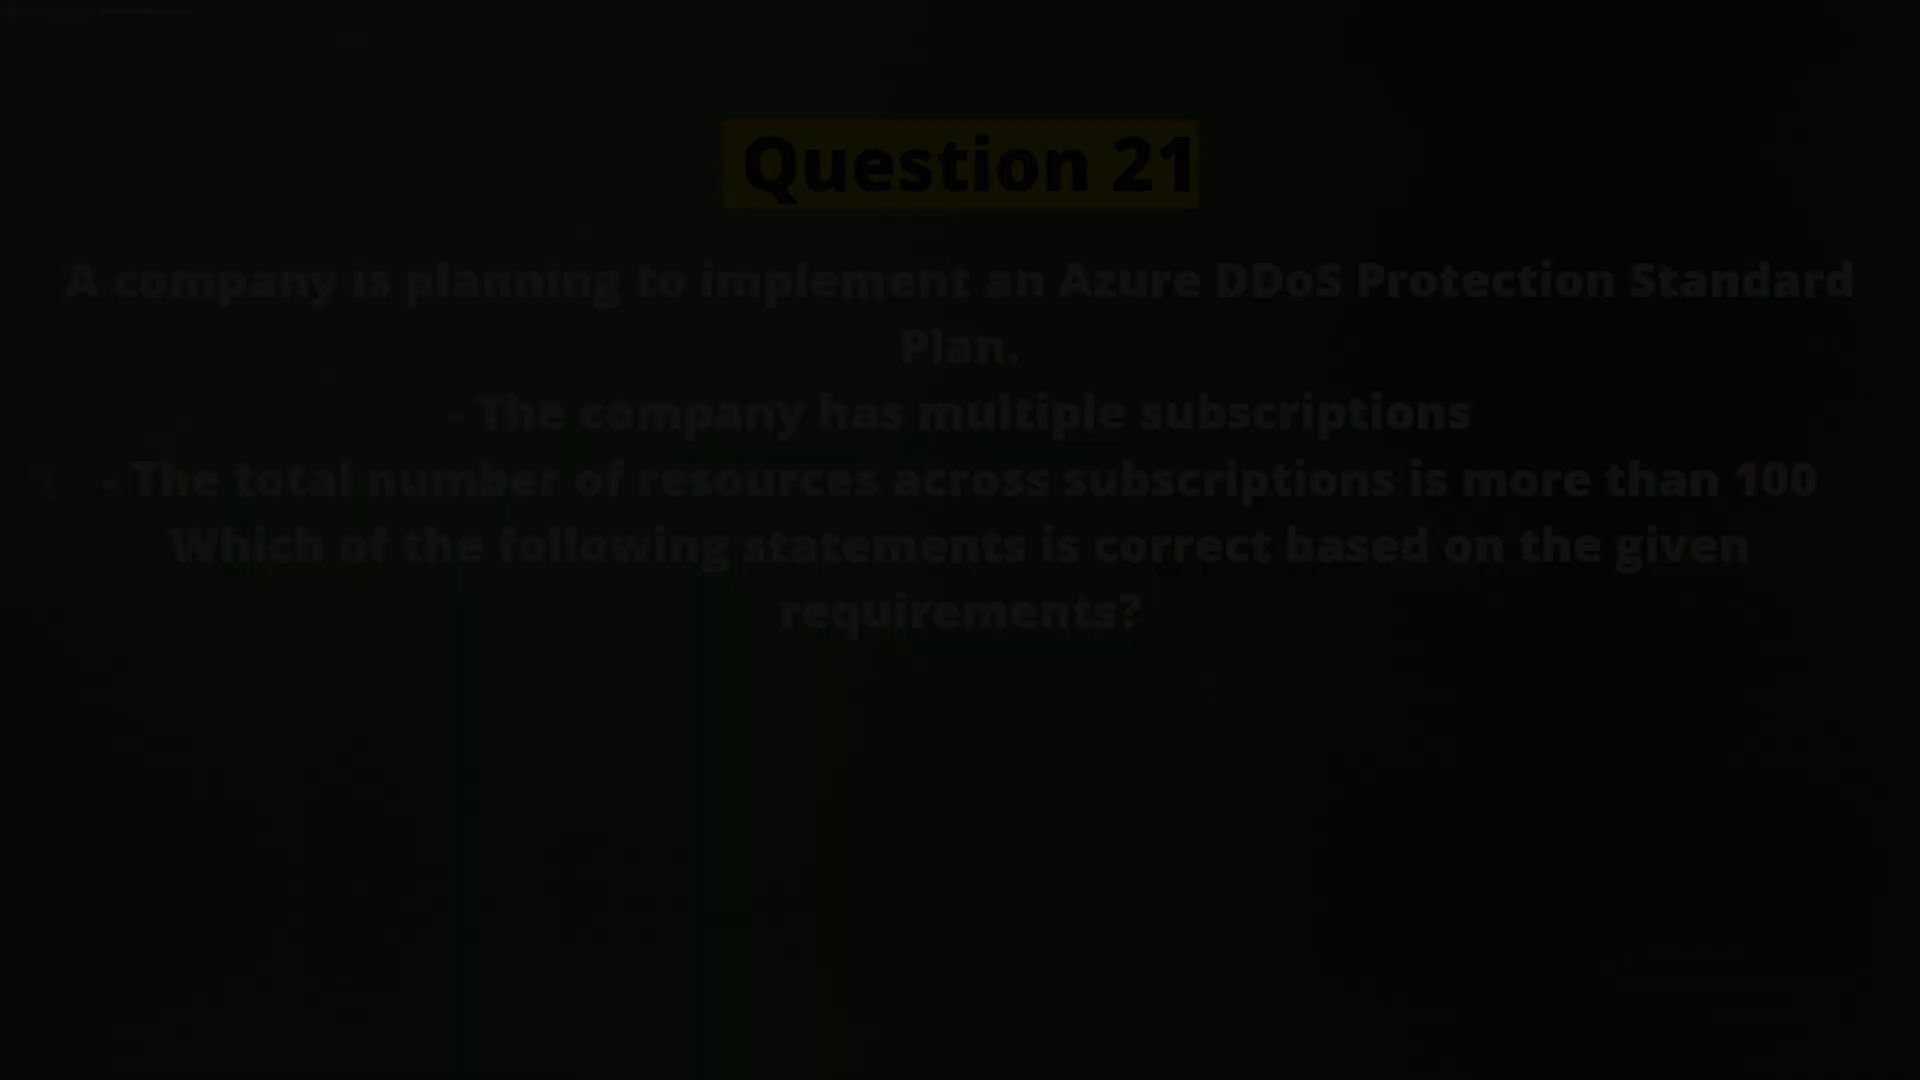 Question 21
A company is planning to implement an Azure DDoS Protection Standard
Plan.
- The company has multiple subscriptions
- The total number of resources across subscriptions is more than 100
Which of the following statements is correct based on the given
requirements?